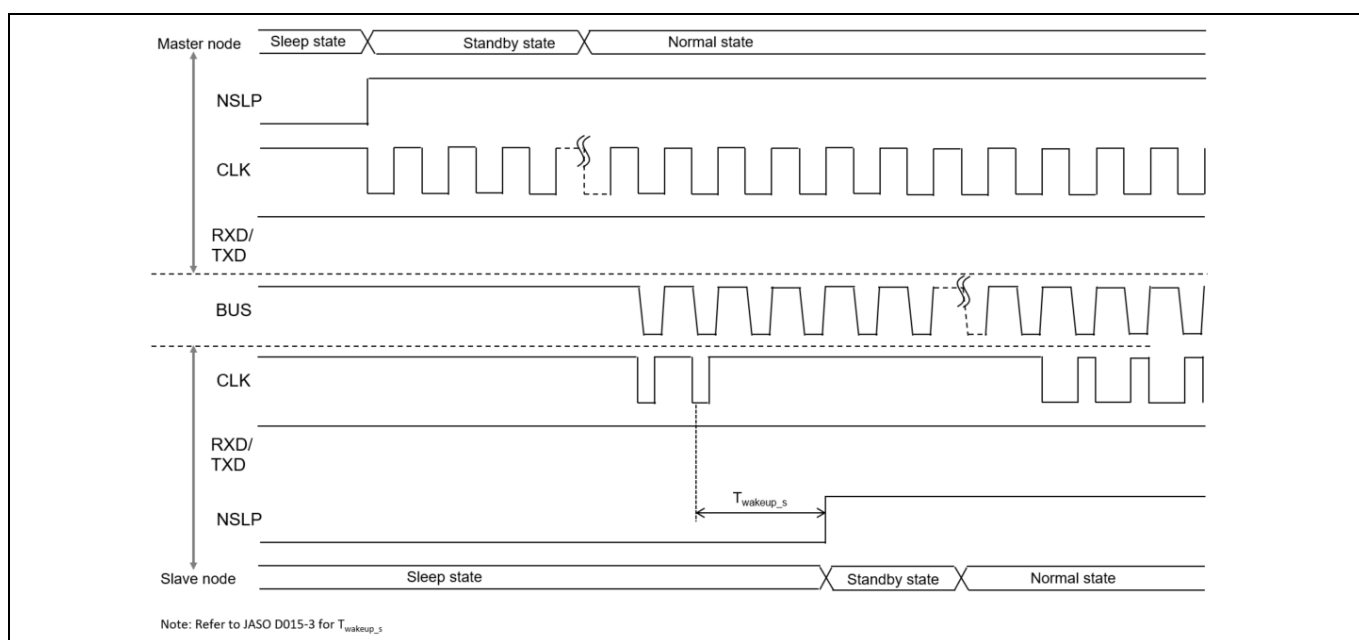 Master node Sleep state Standby state Normal state
NSLP
CLK
RXD/
TXD
BUS
CLK
RXD/
TXD
T_wakeup_s
NSLP
Slave node Sleep state Standby state Normal state
Note: Refer to JASO D015-3 for T_wakeup_s